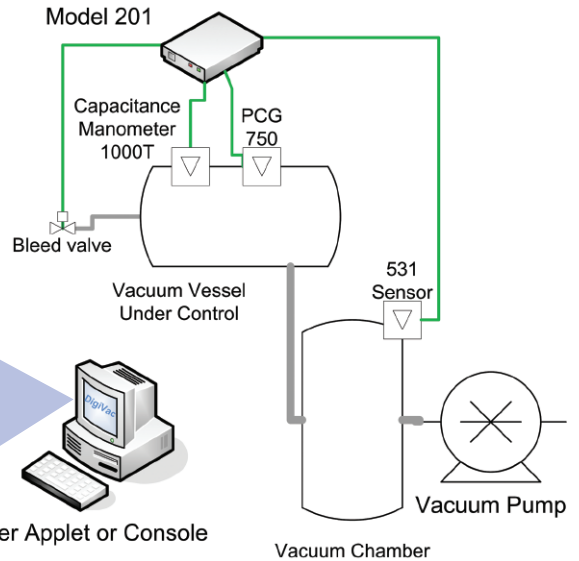 Model 201
Capacitance
Manometer
1000T
PCG
750
Bleed valve
Vacuum Vessel
Under Control
531
Sensor
DigiVac
er Applet or Console
Vacuum Pump
Vacuum Chamber